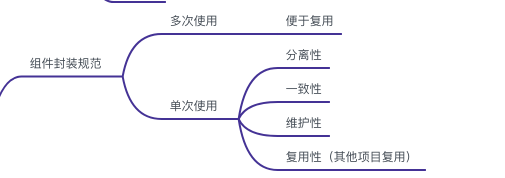 多次使用 便于复用
分离性
组件封装规范
一致性
单次使用
维护性
复用性（其他项目复用）